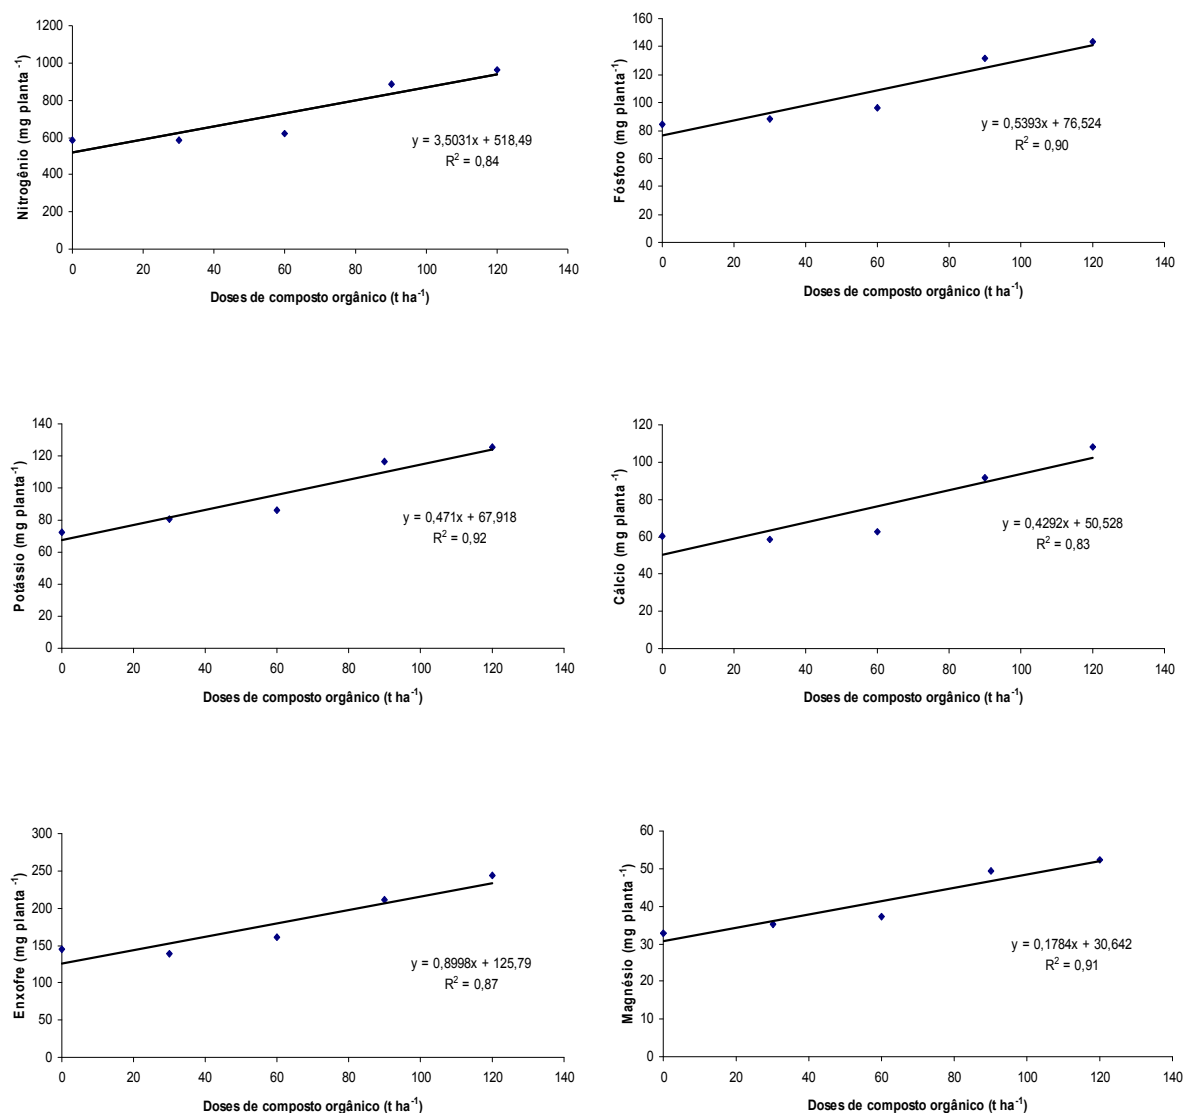 1200
1000
800
600
400
200
0
Nitrogênio (mg planta⁻¹)
y = 3,5031x + 518,49
R² = 0,84
0 20 40 60 80 100 120 140
Doses de composto orgânico (t ha⁻¹)
160
140
120
100
80
60
40
20
0
Fósforo (mg planta⁻¹)
y = 0,5393x + 76,524
R² = 0,90
0 20 40 60 80 100 120 140
Doses de composto orgânico (t ha⁻¹)
140
120
100
80
60
40
20
0
Potássio (mg planta⁻¹)
y = 0,471x + 67,918
R² = 0,92
0 20 40 60 80 100 120 140
Doses de composto orgânico (t ha⁻¹)
120
100
80
60
40
20
0
Cálcio (mg planta⁻¹)
y = 0,4292x + 50,528
R² = 0,83
0 20 40 60 80 100 120 140
Doses de composto orgânico (t ha⁻¹)
300
250
200
150
100
50
0
Enxofre (mg planta⁻¹)
y = 0,8998x + 125,79
R² = 0,87
0 20 40 60 80 100 120 140
Doses de composto orgânico (t ha⁻¹)
60
50
40
30
20
10
0
Magnésio (mg planta⁻¹)
y = 0,1784x + 30,642
R² = 0,91
0 20 40 60 80 100 120 140
Doses de composto orgânico (t ha⁻¹)